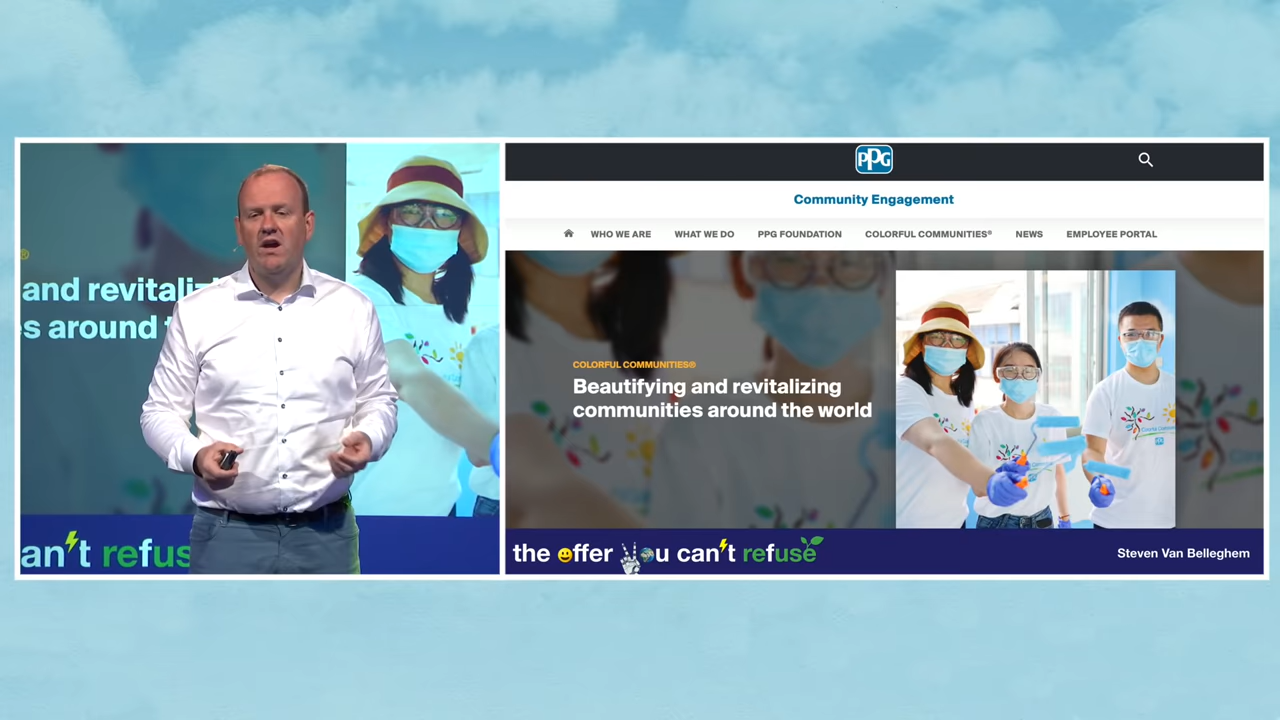 and revitaliz
s around t
an't refus
PPG
Community Engagement
WHO WE ARE
WHAT WE DO
PPG FOUNDATION
COLORFUL COMMUNITIES®
NEWS
EMPLOYEE PORTAL
COLORFUL COMMUNITIES®
Beautifying and revitalizing
communities around the world
the offer you can't refuse
Steven Van Belleghem